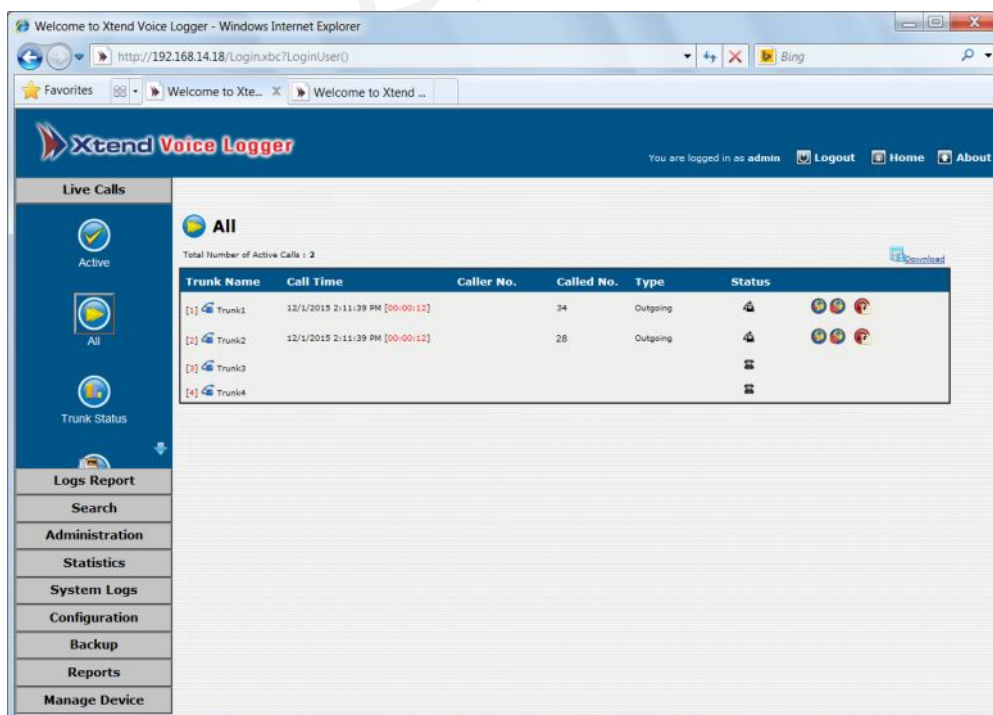 Welcome to Xtend Voice Logger - Windows Internet Explorer
http://192.168.14.18/Login.xbc?LoginUser()
Bing
Favorites
Welcome to Xte... X
Welcome to Xtend ...
Xtend Voice Logger
You are logged in as admin Logout Home About
Live Calls
Active
All
Trunk Status
Logs Report
Search
Administration
Statistics
System Logs
Configuration
Backup
Reports
Manage Device
All
Total Number of Active Calls : 2
Download
Trunk Name Call Time Caller No. Called No. Type Status
[1] Trunk1 12/1/2015 2:11:39 PM [00:00:12] 34 Outgoing
[2] Trunk2 12/1/2015 2:11:39 PM [00:00:12] 28 Outgoing
[3] Trunk3
[4] Trunk4